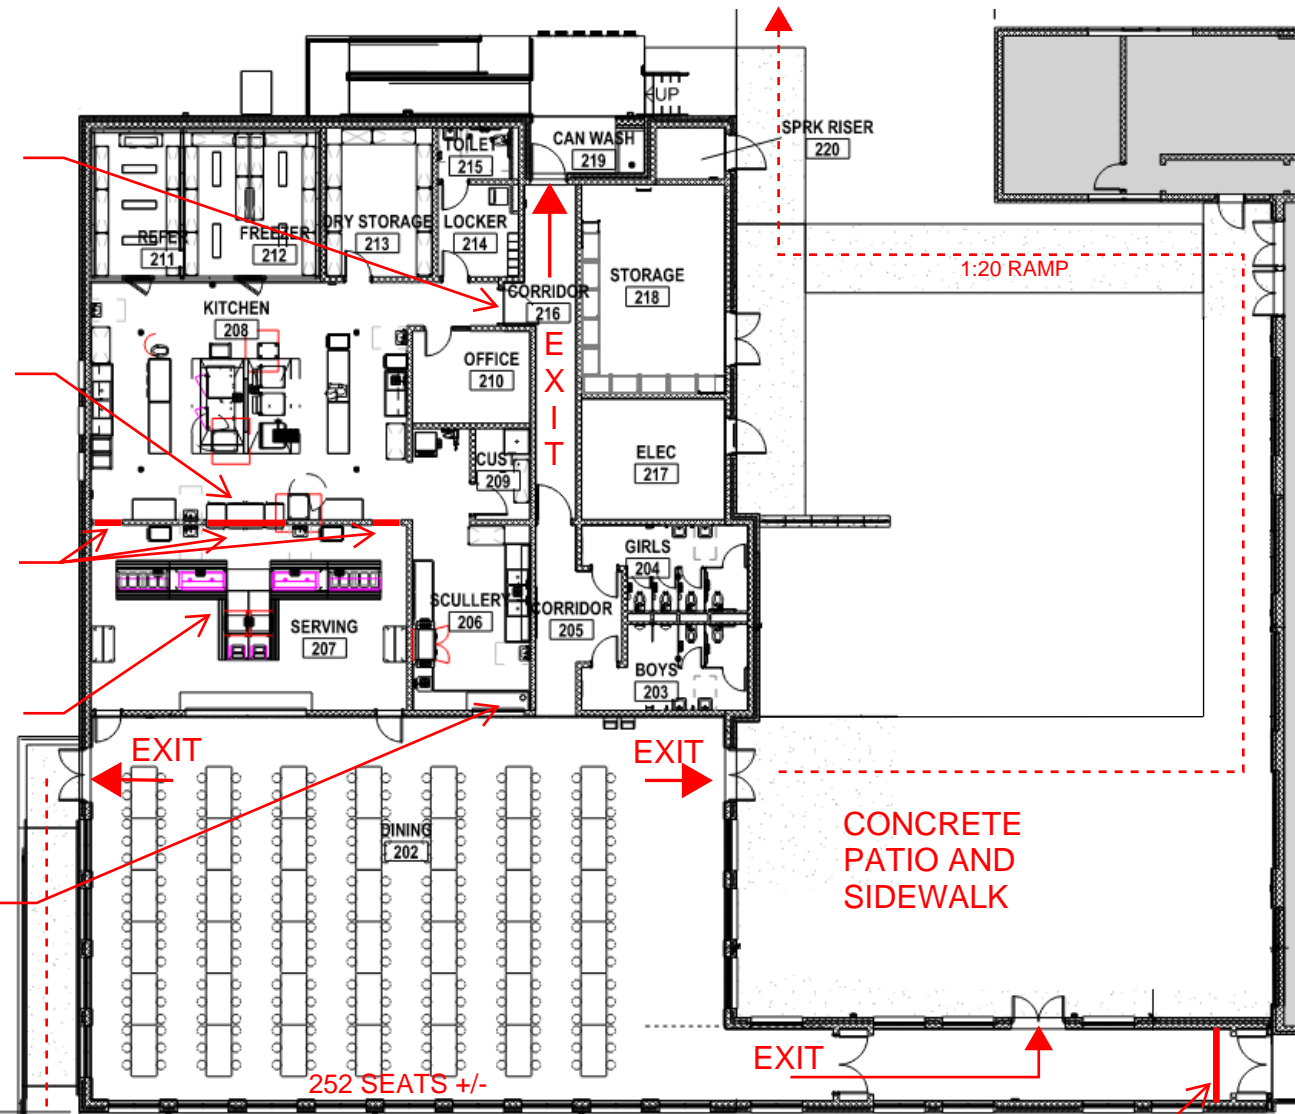 UP
SPRK RISER
220
CAN WASH
219
TOILET
215
REFE
211
FREEZER
212
DRY STORAGE
213
LOCKER
214
STORAGE
218
1:20 RAMP
CORRIDOR
216
KITCHEN
208
OFFICE
210
EXIT
ELEC
217
CUST
209
GIRLS
204
SCULLERY
206
CORRIDOR
205
SERVING
207
BOYS
203
EXIT
EXIT
DINING
202
CONCRETE
PATIO AND
SIDEWALK
EXIT
252 SEATS +/-